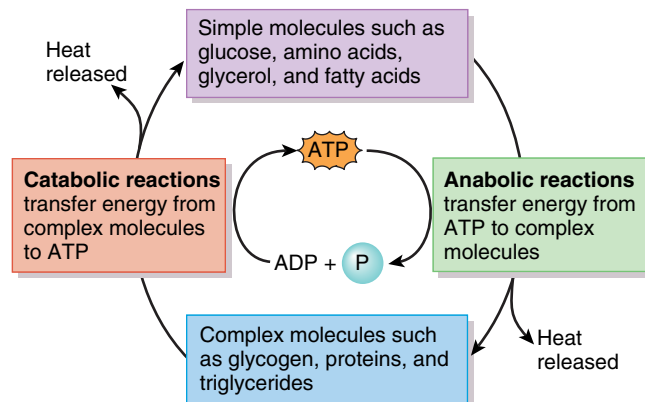 Simple molecules such as
glucose, amino acids,
glycerol, and fatty acids
Heat
released
ATP
Catabolic reactions
transfer energy from
complex molecules
to ATP
Anabolic reactions
transfer energy from
ATP to complex
molecules
ADP + P
Complex molecules such
as glycogen, proteins, and
triglycerides
Heat
released